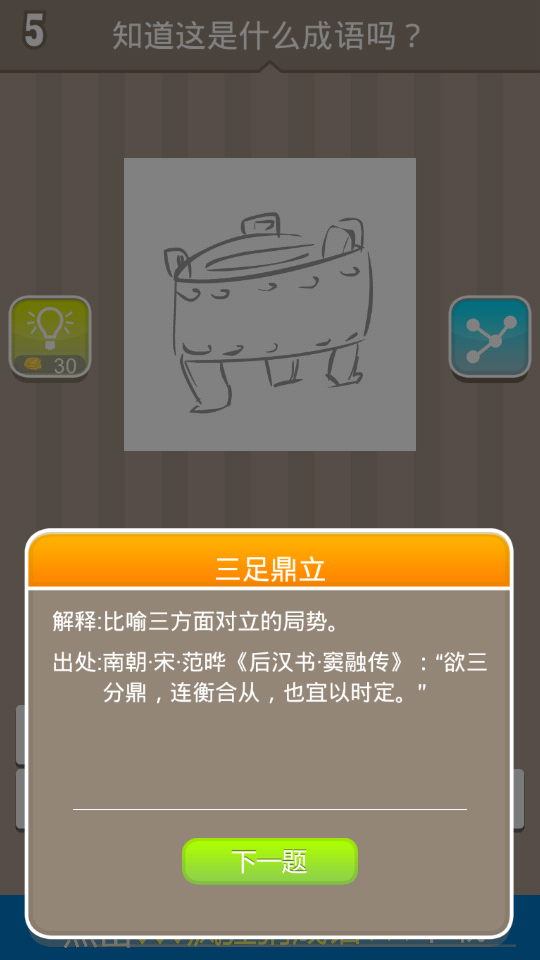 5
知道这是什么成语吗？
30
三足鼎立
解释:比喻三方面对立的局势。
出处:南朝·宋·范晔《后汉书·窦融传》：“欲三
分鼎，连衡合从，也宜以时定。”
下一题